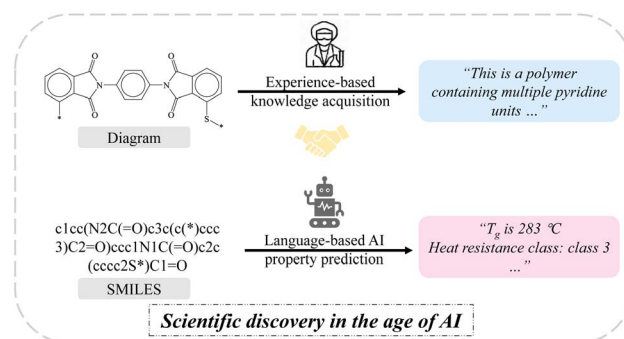 O
O
O
O
N
N
*
S
*
Diagram
Experience-based
knowledge acquisition
“This is a polymer
containing multiple pyridine
units …”
c1cc(N2C(=O)c3c(c(*)ccc
3)C2=O)ccc1N1C(=O)c2c
(cccc2S*)C1=O
SMILES
Language-based AI
property prediction
“Tg is 283 ℃
Heat resistance class: class 3
…”
Scientific discovery in the age of AI